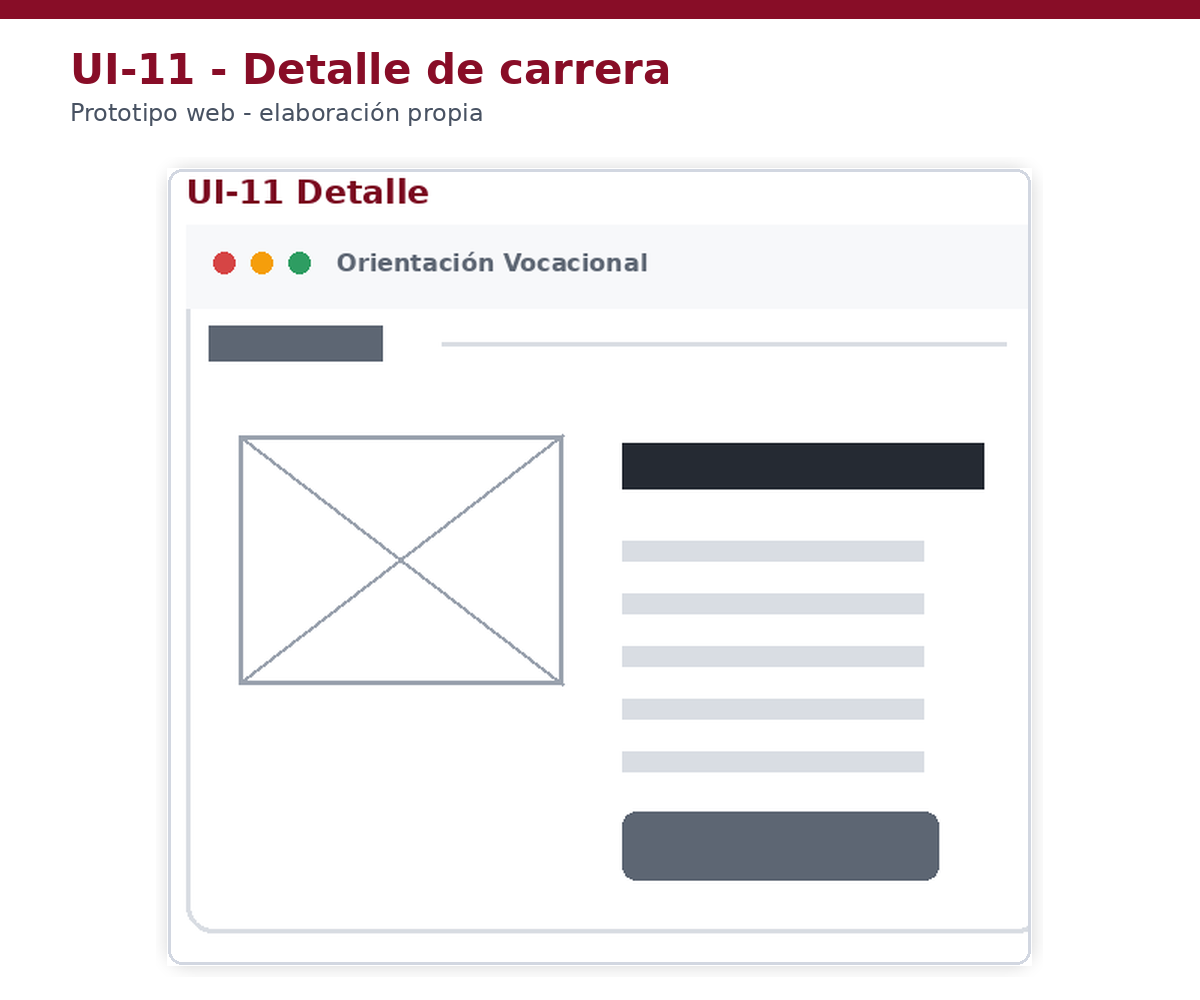 UI-11 - Detalle de carrera
Prototipo web - elaboración propia
UI-11 Detalle
Orientación Vocacional